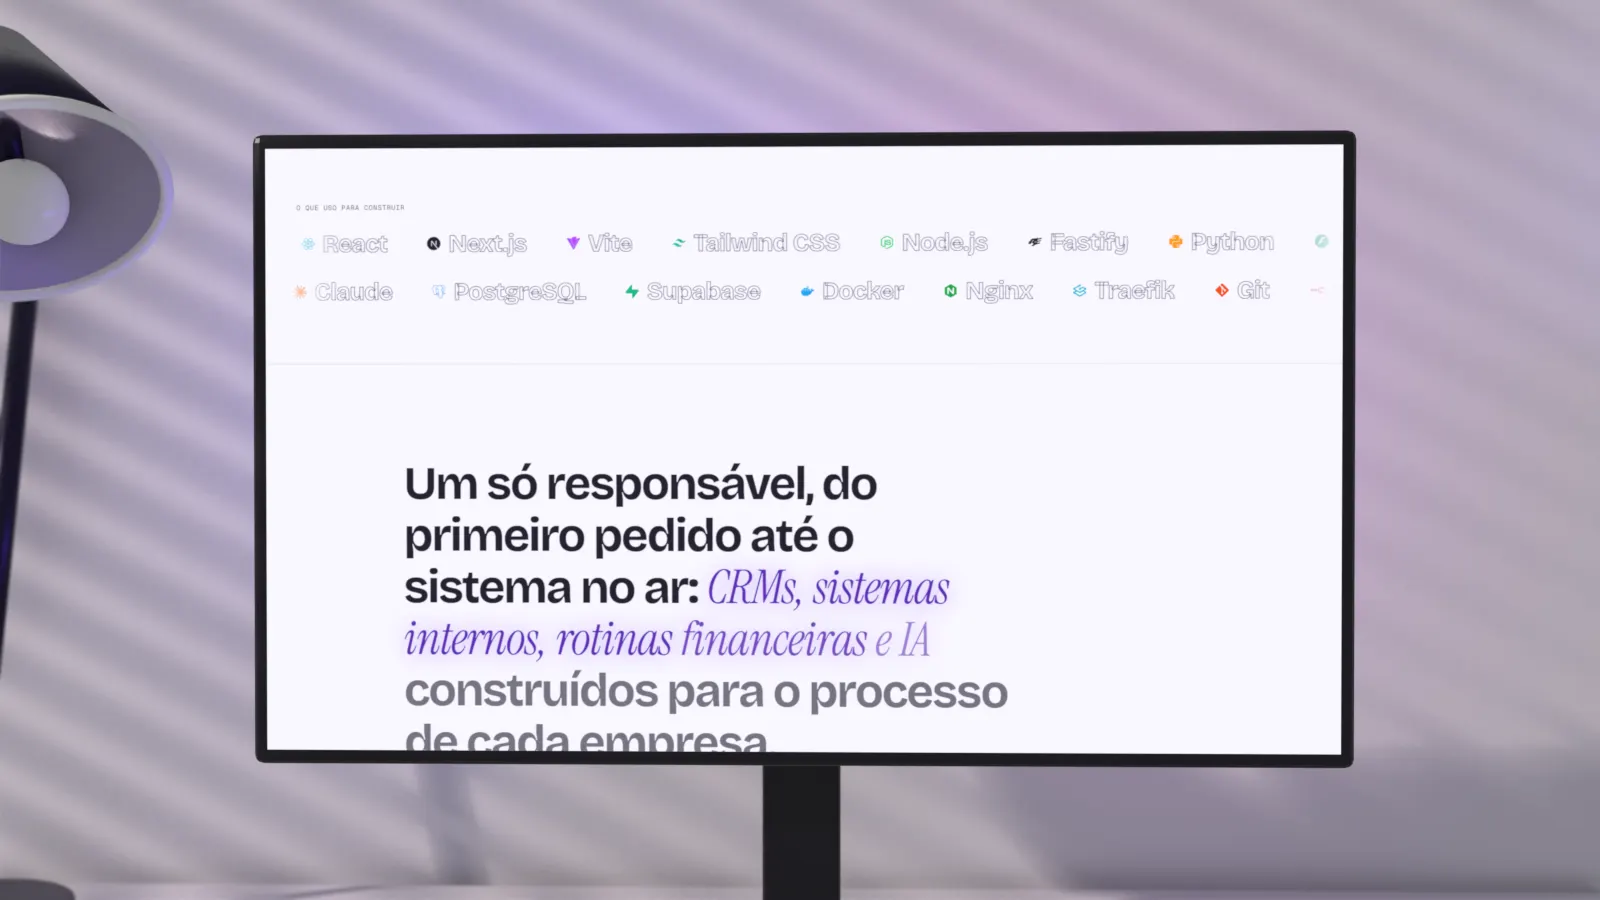 O QUE USO PARA CONSTRUIR
React Next.js Vite Tailwind CSS Node.js Fastify Python
Claude PostgreSQL Supabase Docker Nginx Traefik Git
Um só responsável, do
primeiro pedido até o
sistema no ar: CRMs, sistemas
internos, rotinas financeiras e IA
construídos para o processo
de cada empresa